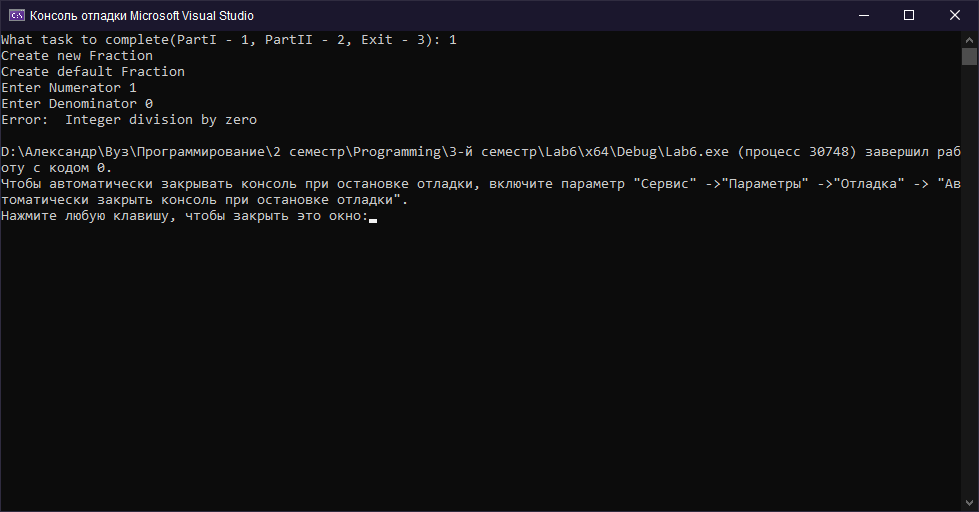 Консоль отладки Microsoft Visual Studio
What task to complete(PartI - 1, PartII - 2, Exit - 3): 1
Create new Fraction
Create default Fraction
Enter Numerator 1
Enter Denominator 0
Error:  Integer division by zero
D:\Александр\Вуз\Программирование\2 семестр\Programming\3-й семестр\Lab6\x64\Debug\Lab6.exe (процесс 30748) завершил раб
оту с кодом 0.
Чтобы автоматически закрывать консоль при остановке отладки, включите параметр "Сервис" ->"Параметры" ->"Отладка" -> "Ав
томатически закрыть консоль при остановке отладки".
Нажмите любую клавишу, чтобы закрыть это окно: